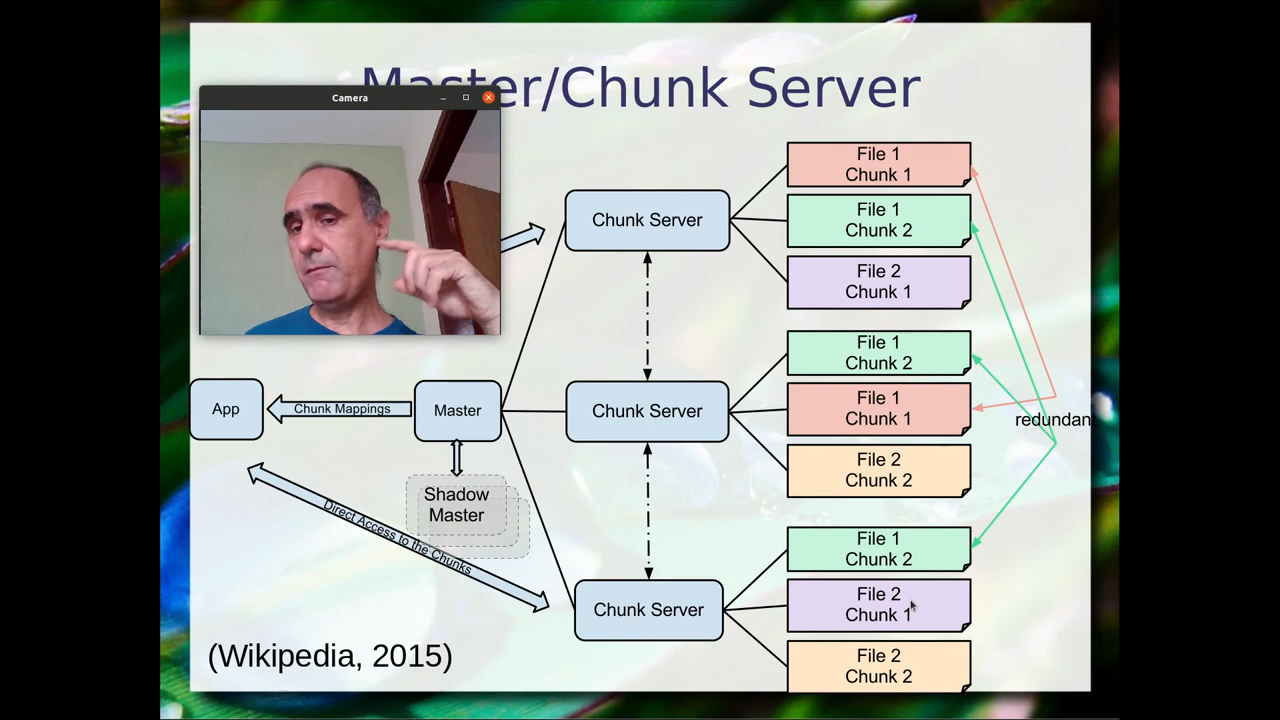 Master/Chunk Server
Camera
File 1
Chunk 1
File 1
Chunk 2
Chunk Server
File 2
Chunk 1
File 1
Chunk 2
App
Chunk Mappings
Master
Chunk Server
File 1
Chunk 1
redundan
File 2
Chunk 2
Shadow
Master
Direct Access to the Chunks
File 1
Chunk 2
Chunk Server
File 2
Chunk 1
(Wikipedia, 2015)
File 2
Chunk 2